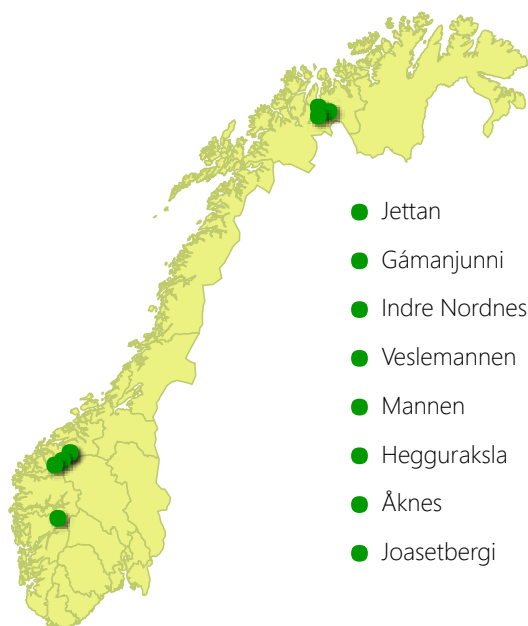 Jettan
Gámanjunni
Indre Nordnes
Veslemannen
Mannen
Hegguraksla
Åknes
Joasetbergi